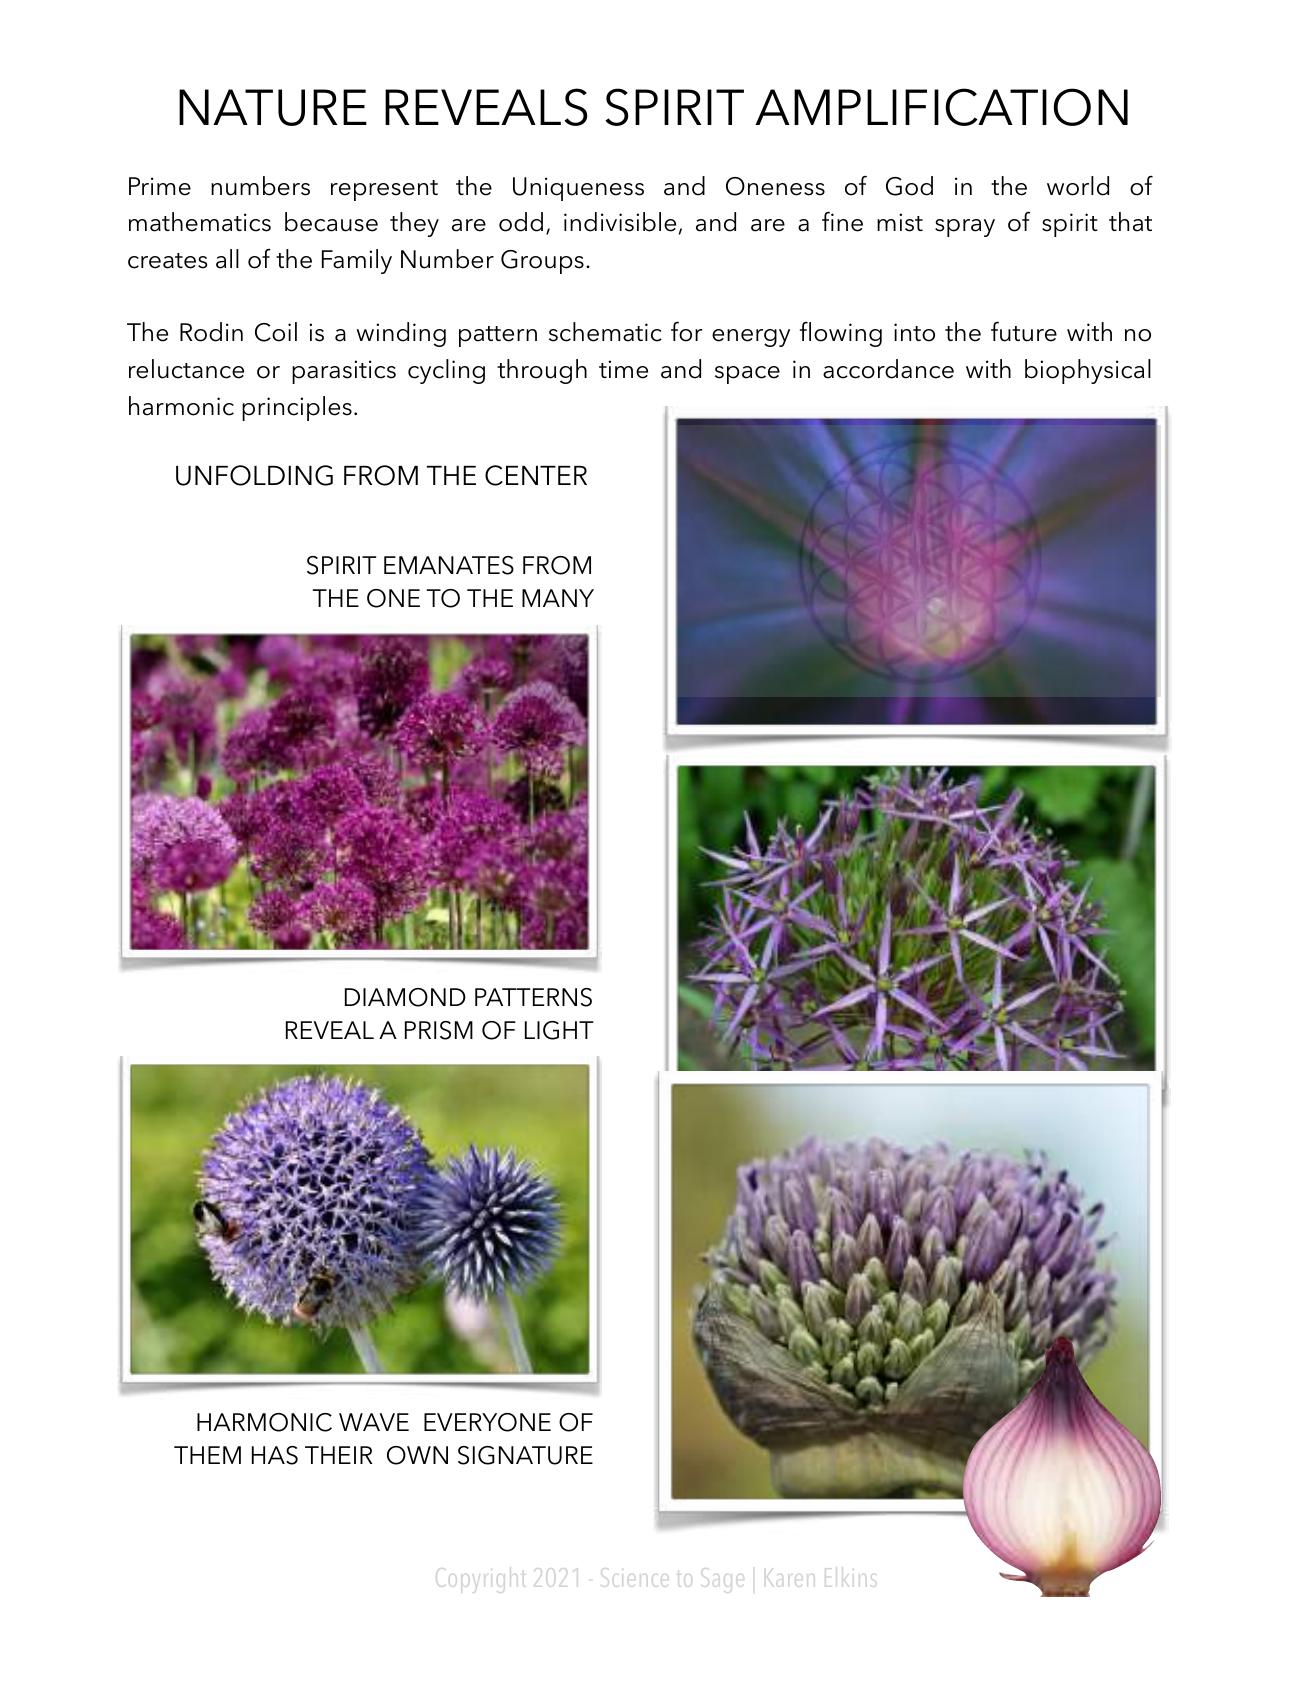 NATURE REVEALS SPIRIT AMPLIFICATION
Prime numbers represent the Uniqueness and Oneness of God in the world of
mathematics because they are odd, indivisible, and are a fine mist spray of spirit that
creates all of the Family Number Groups.
The Rodin Coil is a winding pattern schematic for energy flowing into the future with no
reluctance or parasitics cycling through time and space in accordance with biophysical
harmonic principles.
UNFOLDING FROM THE CENTER
SPIRIT EMANATES FROM
THE ONE TO THE MANY
DIAMOND PATTERNS
REVEAL A PRISM OF LIGHT
HARMONIC WAVE  EVERYONE OF
THEM HAS THEIR  OWN SIGNATURE
Copyright 2021 - Science to Sage | Karen Elkins